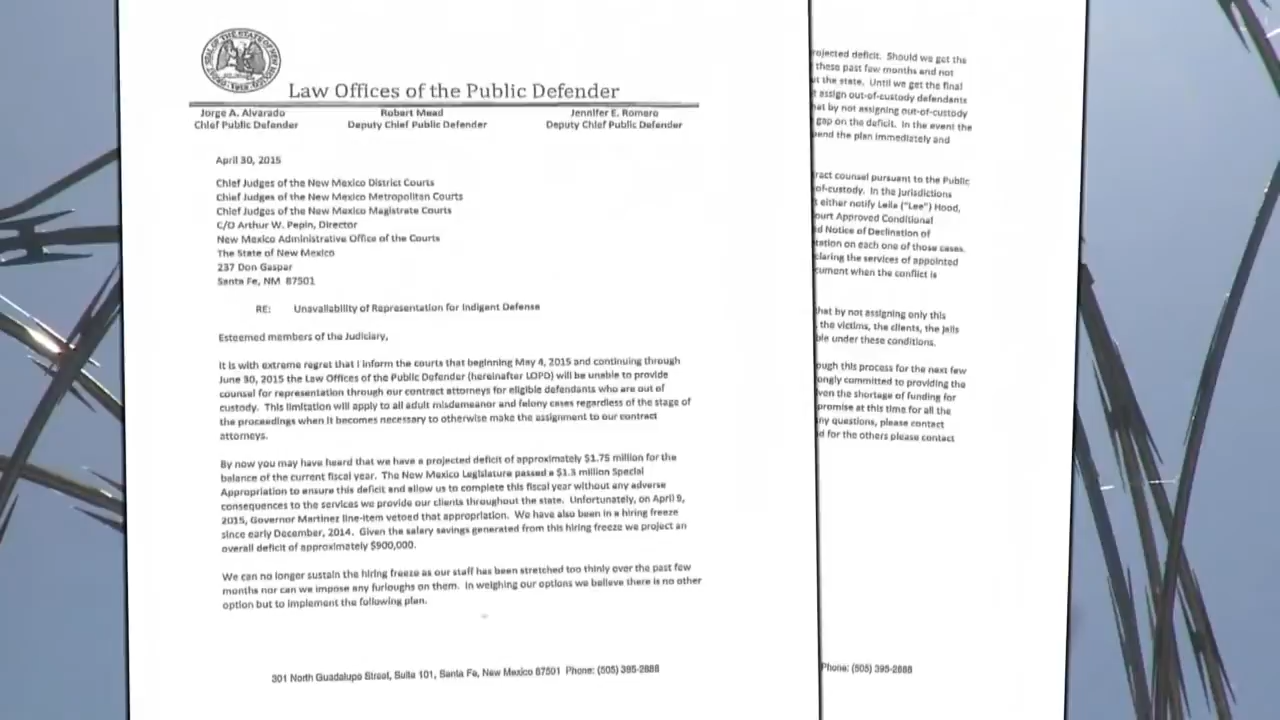 Law Offices of the Public Defender
Jorge A. Alvarado Robert Mead Jennifer E. Romero
Chief Public Defender Deputy Chief Public Defender Deputy Chief Public Defender
April 30, 2015
Chief Judges of the New Mexico District Courts
Chief Judges of the New Mexico Metropolitan Courts
Chief Judges of the New Mexico Magistrate Courts
C/O Arthur W. Pepin, Director
New Mexico Administrative Office of the Courts
The State of New Mexico
237 Don Gaspar
Santa Fe, NM 87501
RE: Unavailability of Representation for Indigent Defense
Esteemed members of the Judiciary,
It is with extreme regret that I inform the courts that beginning May 4, 2015 and continuing through
June 30, 2015 the Law Offices of the Public Defender (hereinafter LOPD) will be unable to provide
counsel for representation through our contract attorneys for eligible defendants who are out of
custody. This limitation will apply to all adult misdemeanor and felony cases regardless of the stage of
the proceedings when it becomes necessary to otherwise make the assignment to our contract
attorneys.
By now you may have heard that we have a projected deficit of approximately $1.75 million for the
balance of the current fiscal year. The New Mexico Legislature passed a $1.3 million Special
Appropriation to ensure this deficit and allow us to complete this fiscal year without any adverse
consequences to the services we provide our clients throughout the state. Unfortunately, on April 9,
2015, Governor Martinez line-item vetoed that appropriation. We have also been in a hiring freeze
since early December, 2014. Given the salary savings generated from this hiring freeze we project an
overall deficit of approximately $900,000.
We can no longer sustain the hiring freeze as our staff has been stretched too thinly over the past few
months nor can we impose any furloughs on them. In weighing our options we believe there is no other
option but to implement the following plan.
301 North Guadalupe Street, Suite 101, Santa Fe, New Mexico 87501 Phone: (505) 395-2888
rojected deficit. Should we get the
these past few months and not
ut the state. Until we get the final
assign out-of-custody defendants
hat by not assigning out-of-custody
gap on the deficit. In the event the
end the plan immediately and
ract counsel pursuant to the Public
of-custody. In the jurisdictions
either notify Leila ("Lee") Hood,
ourt Approved Conditional
d Notice of Declination of
tation on each one of those cases.
claring the services of appointed
cument when the conflict is
hat by not assigning only this
the victims, the clients, the jails
ble under these conditions.
ough this process for the next few
ongly committed to providing the
ven the shortage of funding for
promise at this time for all the
ny questions, please contact
d for the others please contact
Phone: (505) 395-2888